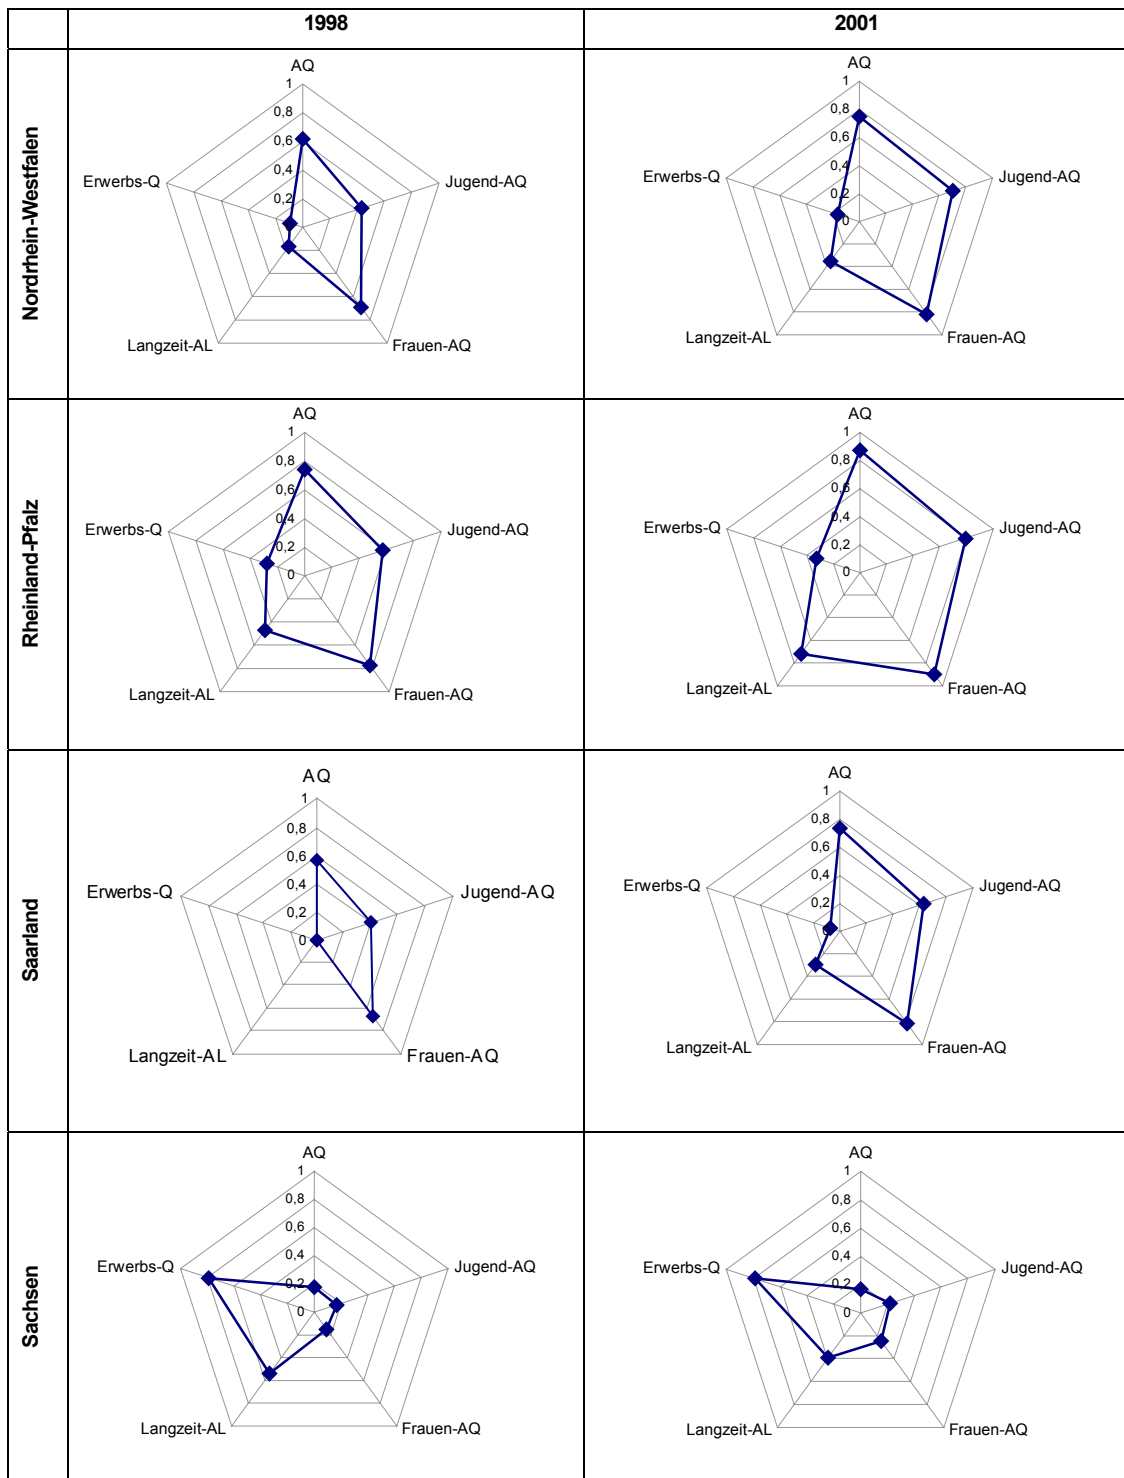 1998
2001
Nordrhein-Westfalen
AQ
1
0,8
0,6
0,4
0,2
0
Jugend-AQ
Frauen-AQ
Langzeit-AL
Erwerbs-Q
AQ
1
0,8
0,6
0,4
0,2
0
Jugend-AQ
Frauen-AQ
Langzeit-AL
Erwerbs-Q
Rheinland-Pfalz
AQ
1
0,8
0,6
0,4
0,2
0
Jugend-AQ
Frauen-AQ
Langzeit-AL
Erwerbs-Q
AQ
1
0,8
0,6
0,4
0,2
0
Jugend-AQ
Frauen-AQ
Langzeit-AL
Erwerbs-Q
Saarland
AQ
1
0,8
0,6
0,4
0,2
0
Jugend-AQ
Frauen-AQ
Langzeit-AL
Erwerbs-Q
AQ
1
0,8
0,6
0,4
0,2
0
Jugend-AQ
Frauen-AQ
Langzeit-AL
Erwerbs-Q
Sachsen
AQ
1
0,8
0,6
0,4
0,2
0
Jugend-AQ
Frauen-AQ
Langzeit-AL
Erwerbs-Q
AQ
1
0,8
0,6
0,4
0,2
0
Jugend-AQ
Frauen-AQ
Langzeit-AL
Erwerbs-Q